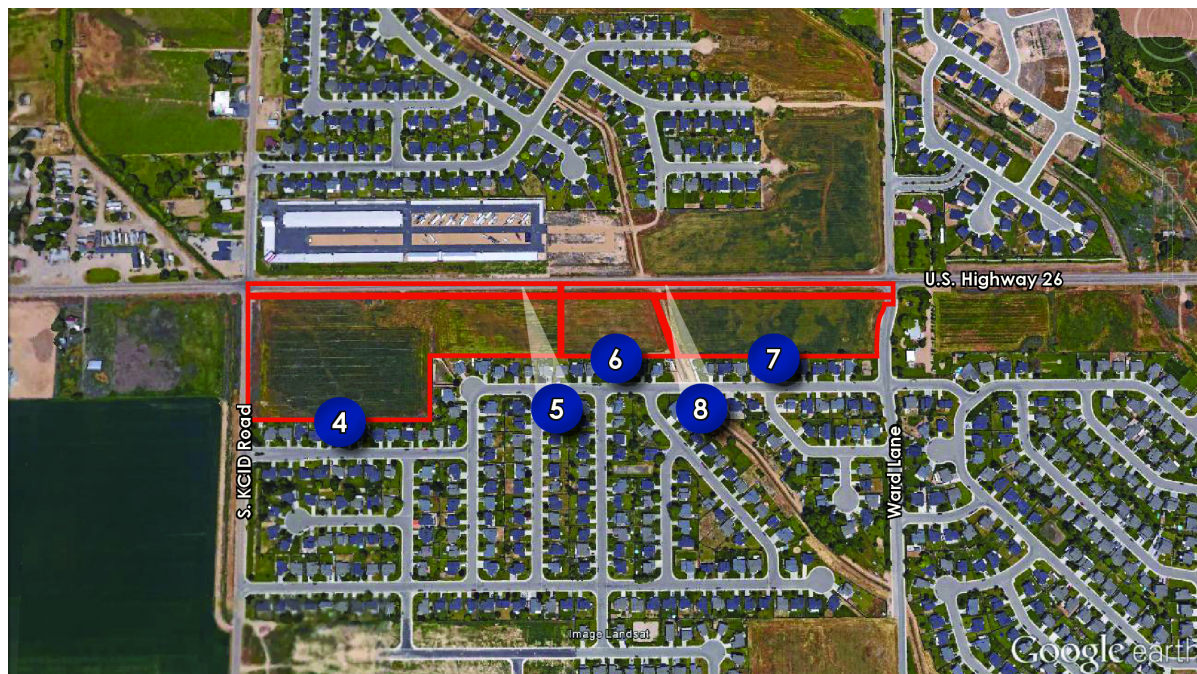 U.S. Highway 26
6
7
5
8
4
S. KCID Road
Ward Lane
Image Landsat
Google earth